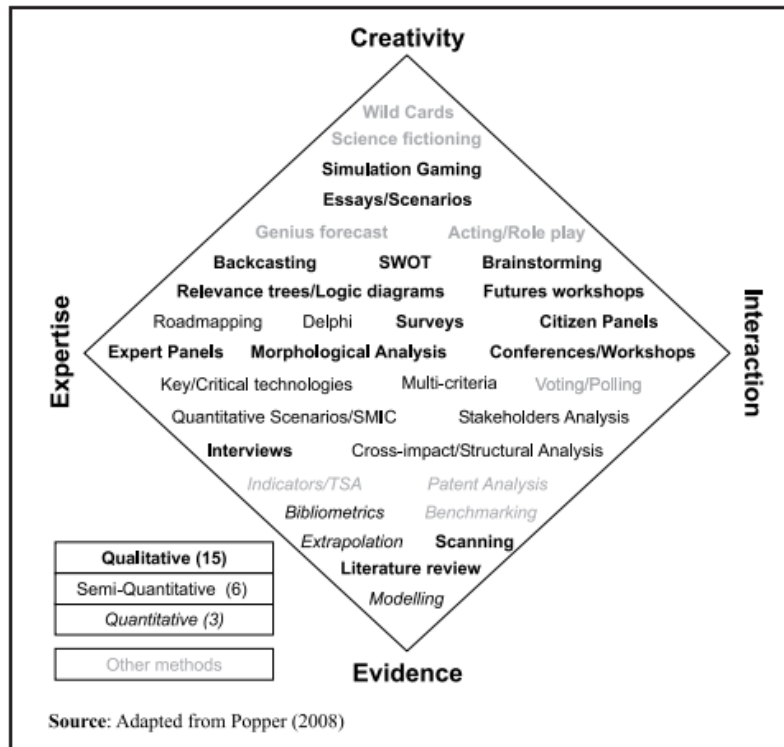 Creativity
Wild Cards
Science fictioning
Simulation Gaming
Essays/Scenarios
Genius forecast Acting/Role play
Backcasting SWOT Brainstorming
Relevance trees/Logic diagrams Futures workshops
Roadmapping Delphi Surveys Citizen Panels
Expertise
Expert Panels Morphological Analysis Conferences/Workshops
Interaction
Key/Critical technologies Multi-criteria Voting/Polling
Quantitative Scenarios/SMIC Stakeholders Analysis
Interviews Cross-impact/Structural Analysis
Indicators/TSA Patent Analysis
Bibliometrics Benchmarking
Extrapolation Scanning
Literature review
Modelling
Evidence
Qualitative (15)
Semi-Quantitative (6)
Quantitative (3)
Other methods
Source: Adapted from Popper (2008)